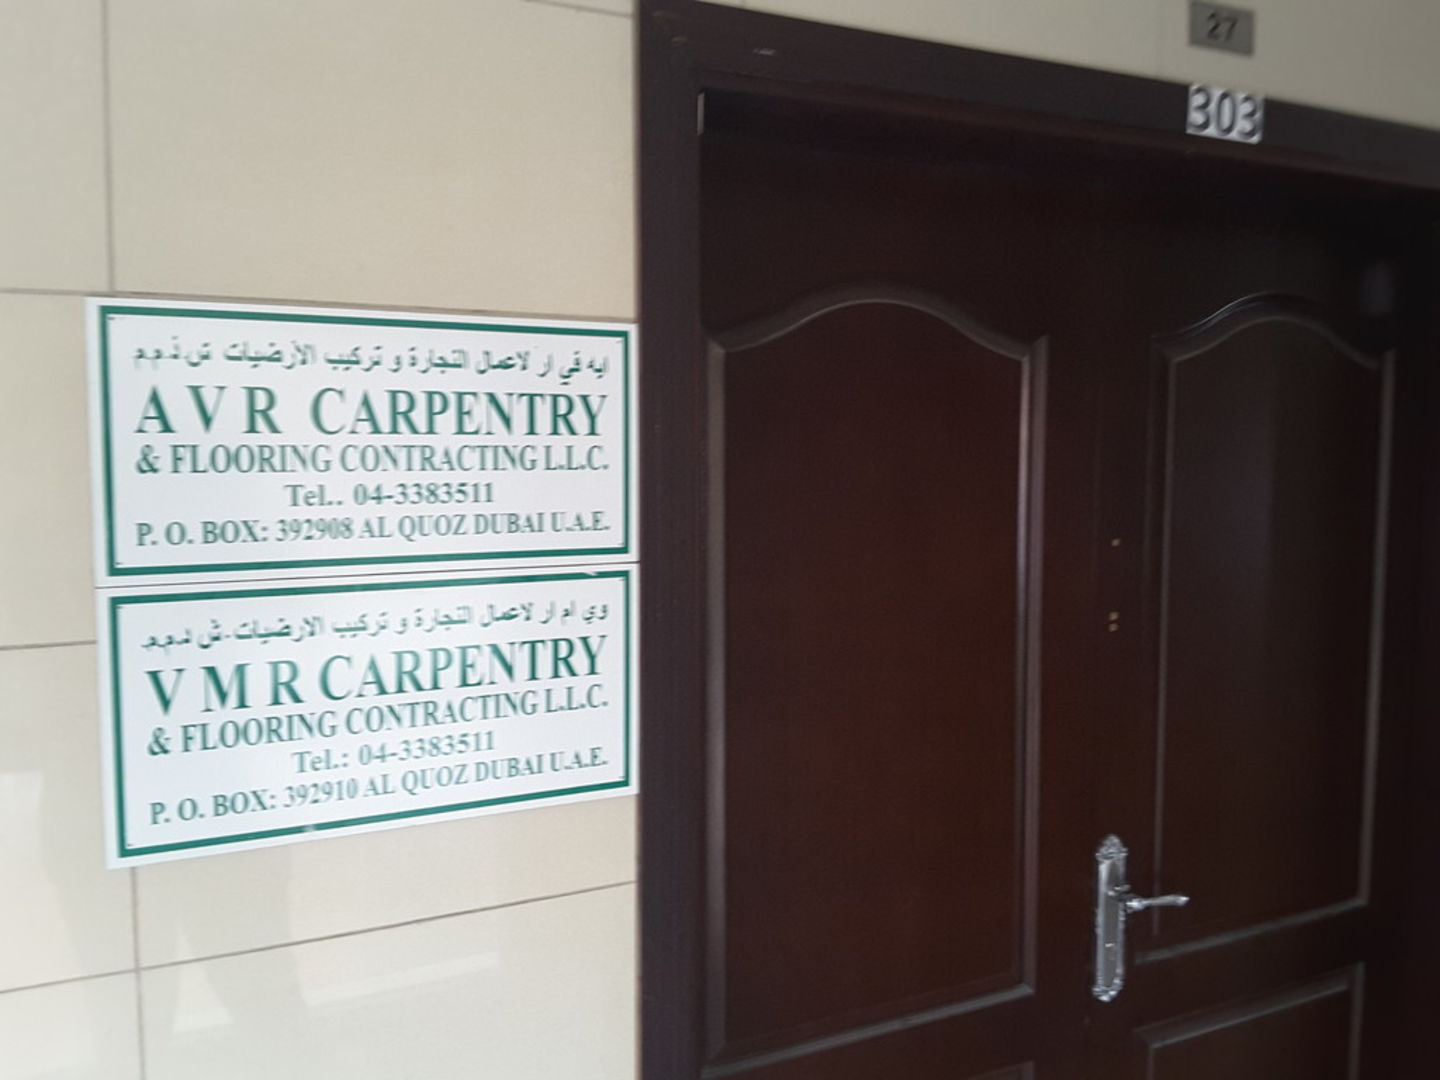 ايه في ار لاعمال النجارة و تركيب الأرضيات ش.ذ.م.م
A V R CARPENTRY
& FLOORING CONTRACTING L.L.C.
Tel.. 04-3383511
P. O. BOX: 392908 AL QUOZ DUBAI U.A.E.
وي ام ار لاعمال النجارة و تركيب الارضيات-ش.ذ.م.م.
V M R CARPENTRY
& FLOORING CONTRACTING L.L.C.
Tel.: 04-3383511
P. O. BOX: 392910 AL QUOZ DUBAI U.A.E.
27
303